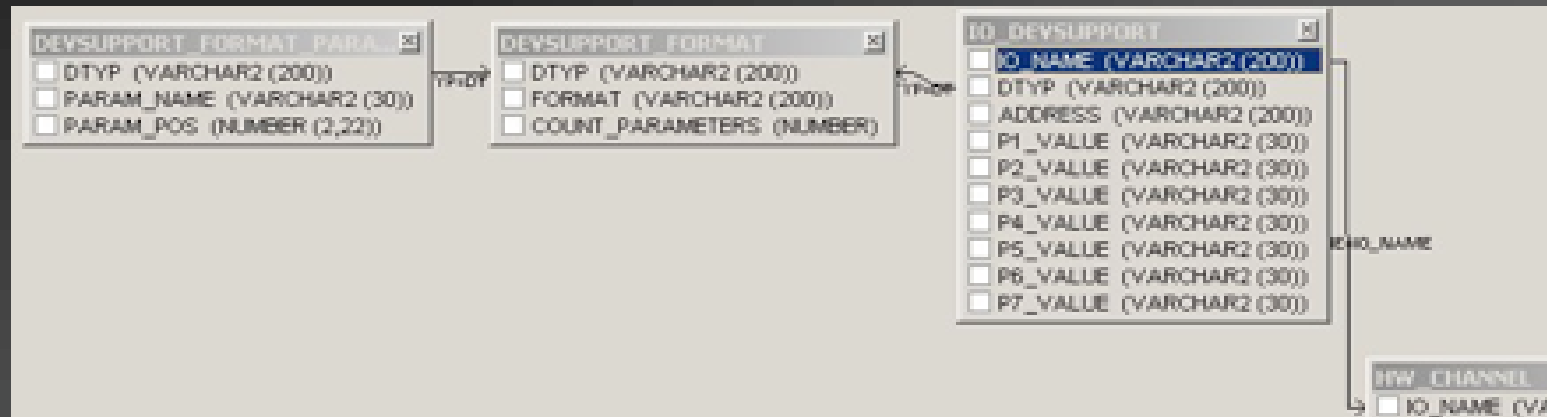 DEVSUPPORT_FORMAT_PARA...
DTYP (VARCHAR2 (200))
PARAM_NAME (VARCHAR2 (30))
PARAM_POS (NUMBER (2,22))
DEVSUPPORT_FORMAT
DTYP (VARCHAR2 (200))
FORMAT (VARCHAR2 (200))
COUNT_PARAMETERS (NUMBER)
IO_DEVSUPPORT
IO_NAME (VARCHAR2 (200))
DTYP (VARCHAR2 (200))
ADDRESS (VARCHAR2 (200))
P1_VALUE (VARCHAR2 (30))
P2_VALUE (VARCHAR2 (30))
P3_VALUE (VARCHAR2 (30))
P4_VALUE (VARCHAR2 (30))
P5_VALUE (VARCHAR2 (30))
P6_VALUE (VARCHAR2 (30))
P7_VALUE (VARCHAR2 (30))
HW_CHANNEL
IO_NAME (VA